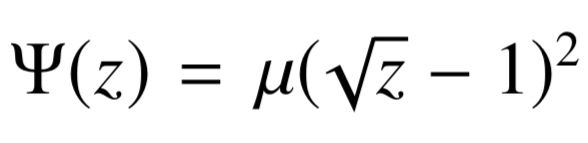 Ψ(z) = μ(√z − 1)²